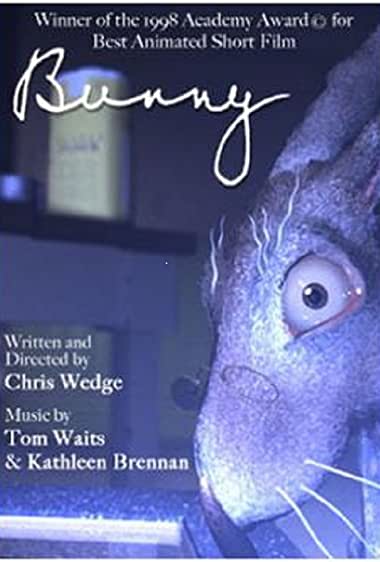 Winner of the 1998 Academy Award© for
Best Animated Short Film
Bunny
Written and
Directed by
Chris Wedge
Music by
Tom Waits
& Kathleen Brennan